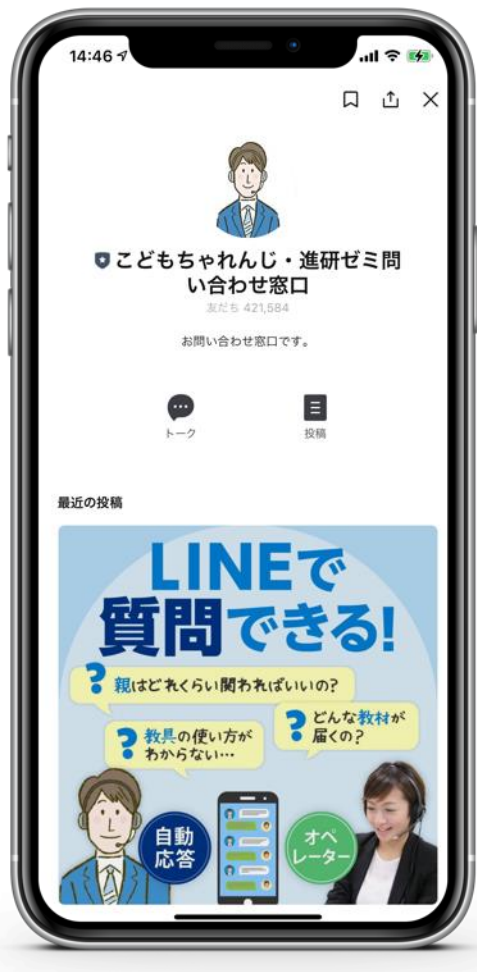 14:46
こどもちゃれんじ・進研ゼミ問
い合わせ窓口
友だち 421,584
お問い合わせ窓口です。
トーク
投稿
最近の投稿
LINEで
質問できる!
? 親はどれくらい関わればいいの?
? 教具の使い方が
わからない…
? どんな教材が
届くの?
自動
応答
オペ
レーター